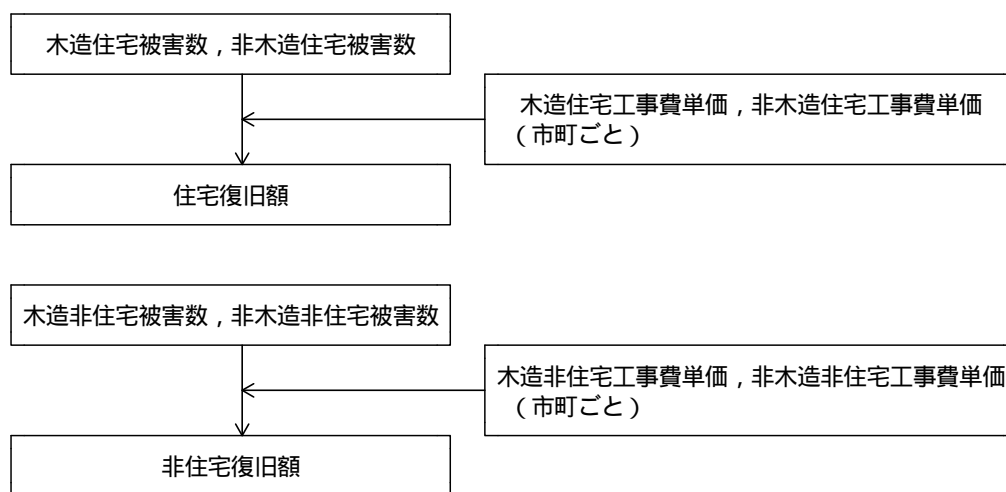 木造住宅被害数，非木造住宅被害数
木造住宅工事費単価，非木造住宅工事費単価
（市町ごと）
住宅復旧額
木造非住宅被害数，非木造非住宅被害数
木造非住宅工事費単価，非木造非住宅工事費単価
（市町ごと）
非住宅復旧額